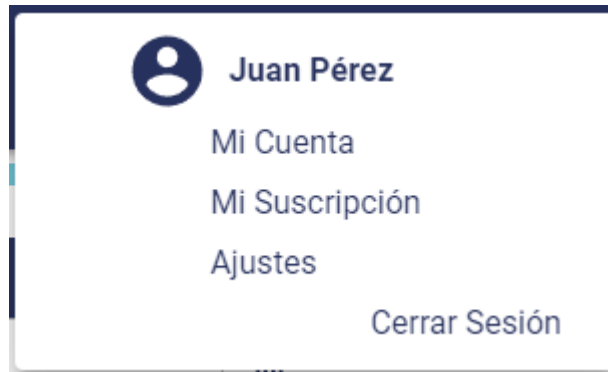 Juan Pérez
Mi Cuenta
Mi Suscripción
Ajustes
Cerrar Sesión